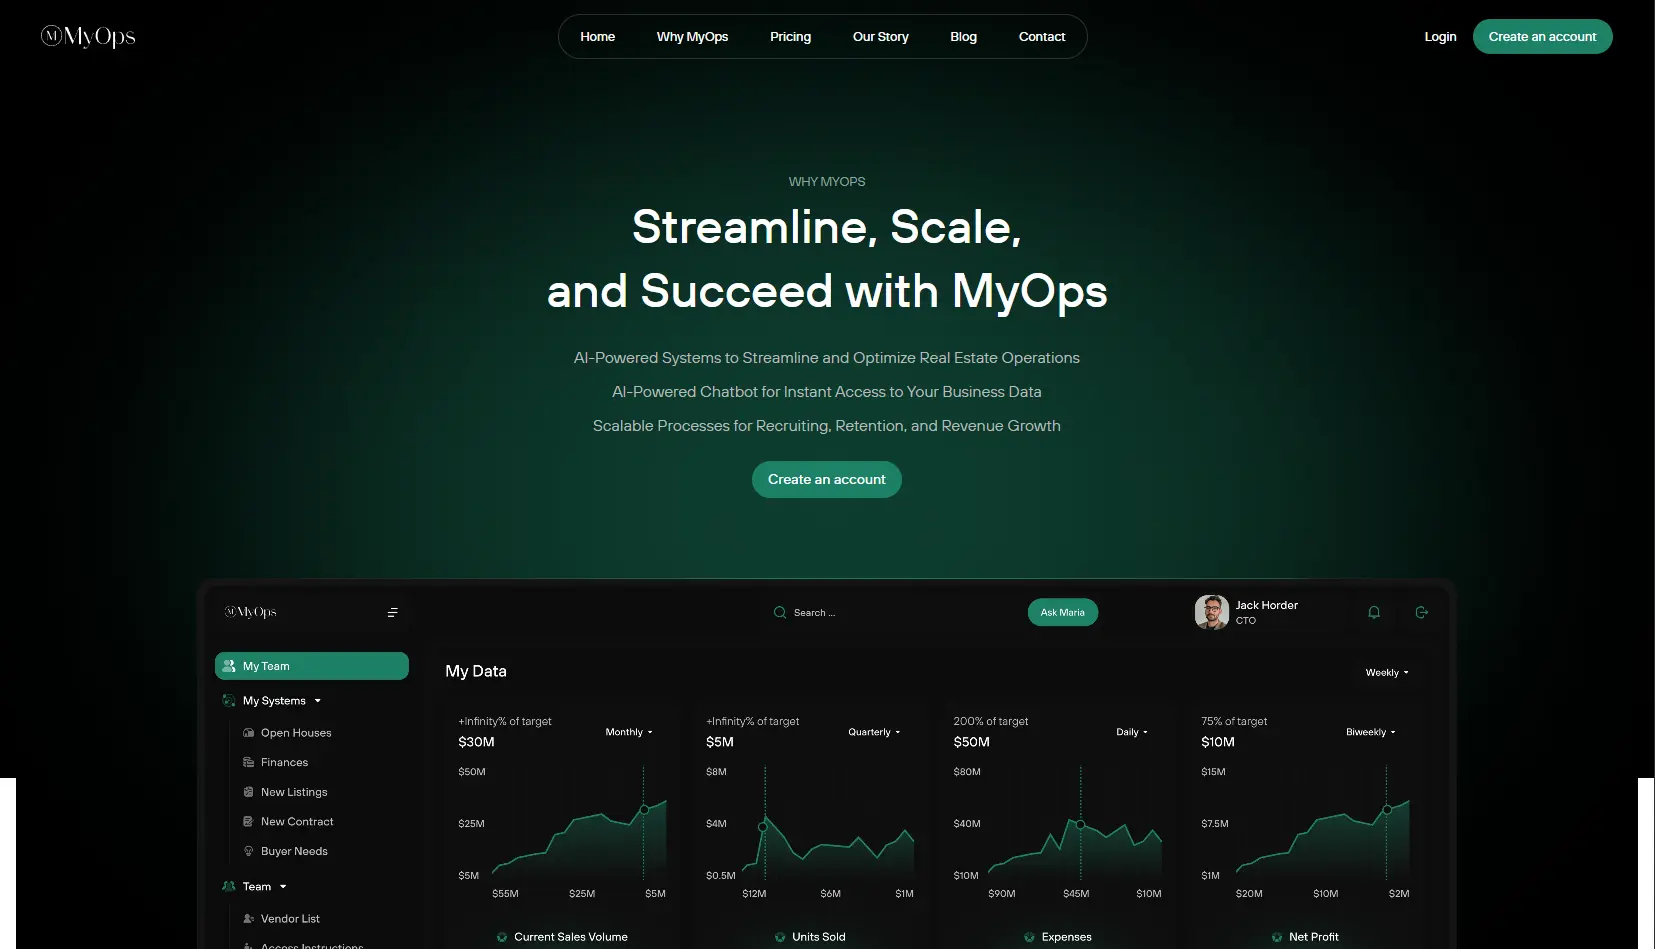 MyOps
Home Why MyOps Pricing Our Story Blog Contact
Login Create an account
WHY MYOPS
Streamline, Scale,
and Succeed with MyOps
AI-Powered Systems to Streamline and Optimize Real Estate Operations
AI-Powered Chatbot for Instant Access to Your Business Data
Scalable Processes for Recruiting, Retention, and Revenue Growth
Create an account
MyOps
Search ...
Ask Maria
Jack Horder
CTO
My Team
My Systems
Open Houses
Finances
New Listings
New Contract
Buyer Needs
Team
Vendor List
Access Instructions
My Data
Weekly
+Infinity% of target
$30M
Monthly
$50M
$25M
$5M
$55M $25M $5M
Current Sales Volume
+Infinity% of target
$5M
Quarterly
$8M
$4M
$0.5M
$12M $6M $1M
Units Sold
200% of target
$50M
Daily
$80M
$40M
$10M
$90M $45M $10M
Expenses
75% of target
$10M
Biweekly
$15M
$7.5M
$1M
$20M $10M $2M
Net Profit